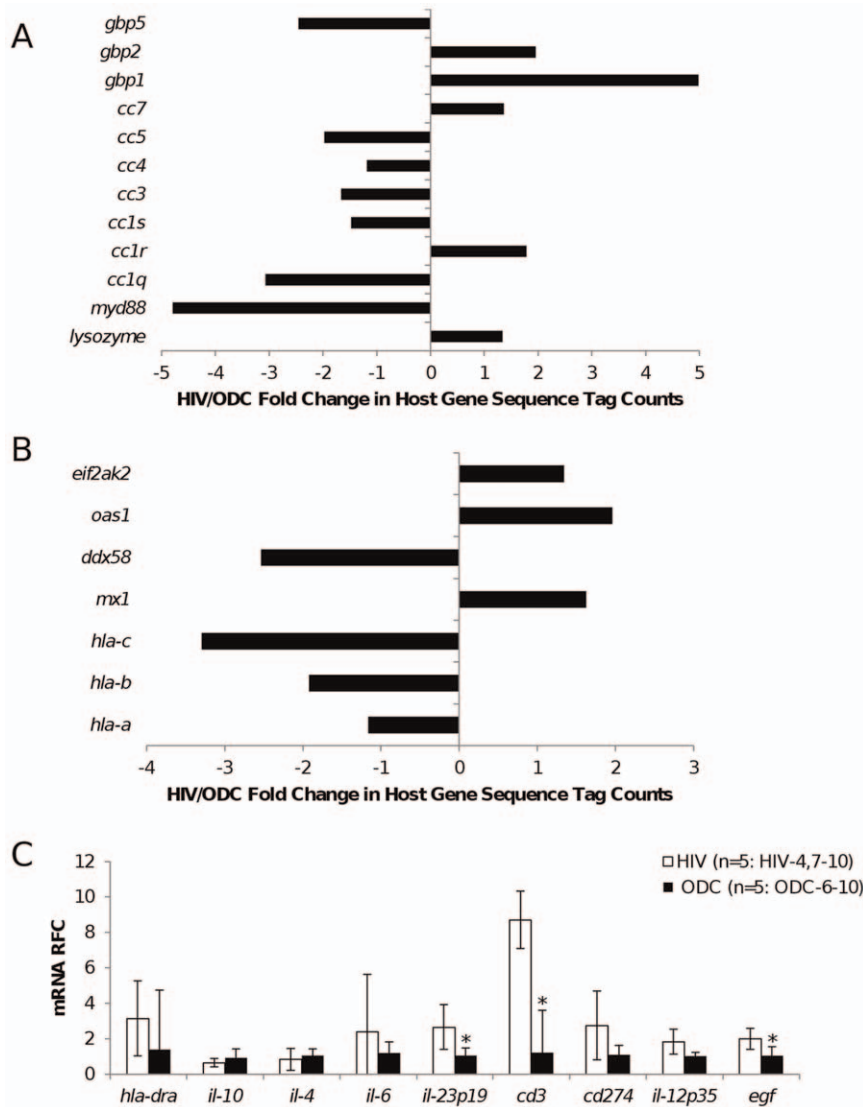 A
gbp5
gbp2
gbp1
cc7
cc5
cc4
cc3
cc1s
cc1r
cc1q
myd88
lysozyme
-5 -4 -3 -2 -1 0 1 2 3 4 5
HIV/ODC Fold Change in Host Gene Sequence Tag Counts
B
eif2ak2
oas1
ddx58
mx1
hla-c
hla-b
hla-a
-4 -3 -2 -1 0 1 2 3
HIV/ODC Fold Change in Host Gene Sequence Tag Counts
C
HIV (n=5: HIV-4,7-10)
ODC (n=5: ODC-6-10)
mRNA RFC
12
10
8
6
4
2
0
* * *
hla-dra il-10 il-4 il-6 il-23p19 cd3 cd274 il-12p35 egf